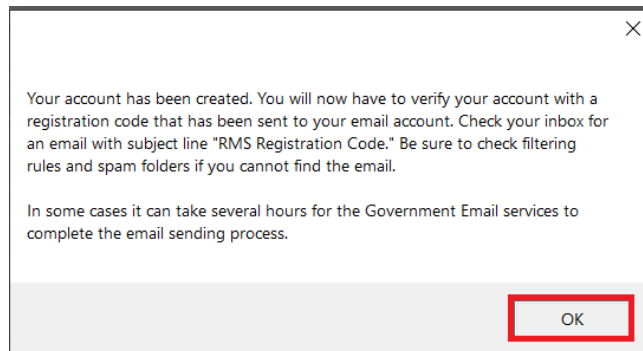 Your account has been created. You will now have to verify your account with a
registration code that has been sent to your email account. Check your inbox for
an email with subject line "RMS Registration Code." Be sure to check filtering
rules and spam folders if you cannot find the email.
In some cases it can take several hours for the Government Email services to
complete the email sending process.
OK